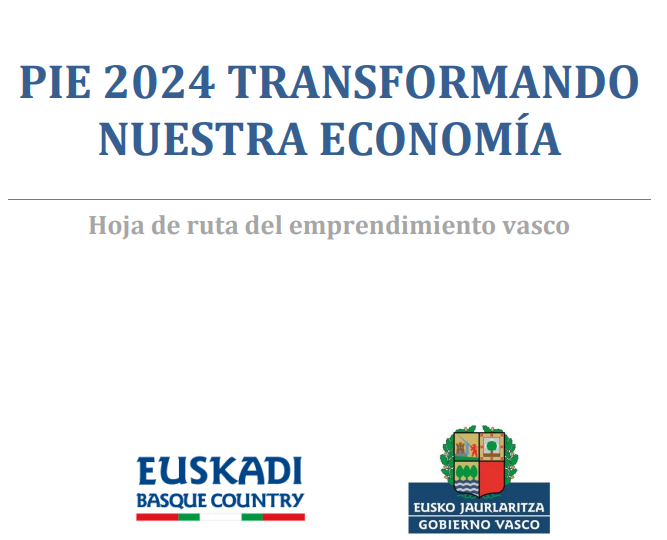 PIE 2024 TRANSFORMANDO
NUESTRA ECONOMÍA
Hoja de ruta del emprendimiento vasco
EUSKADI
BASQUE COUNTRY
EUSKO JAURLARITZA
GOBIERNO VASCO